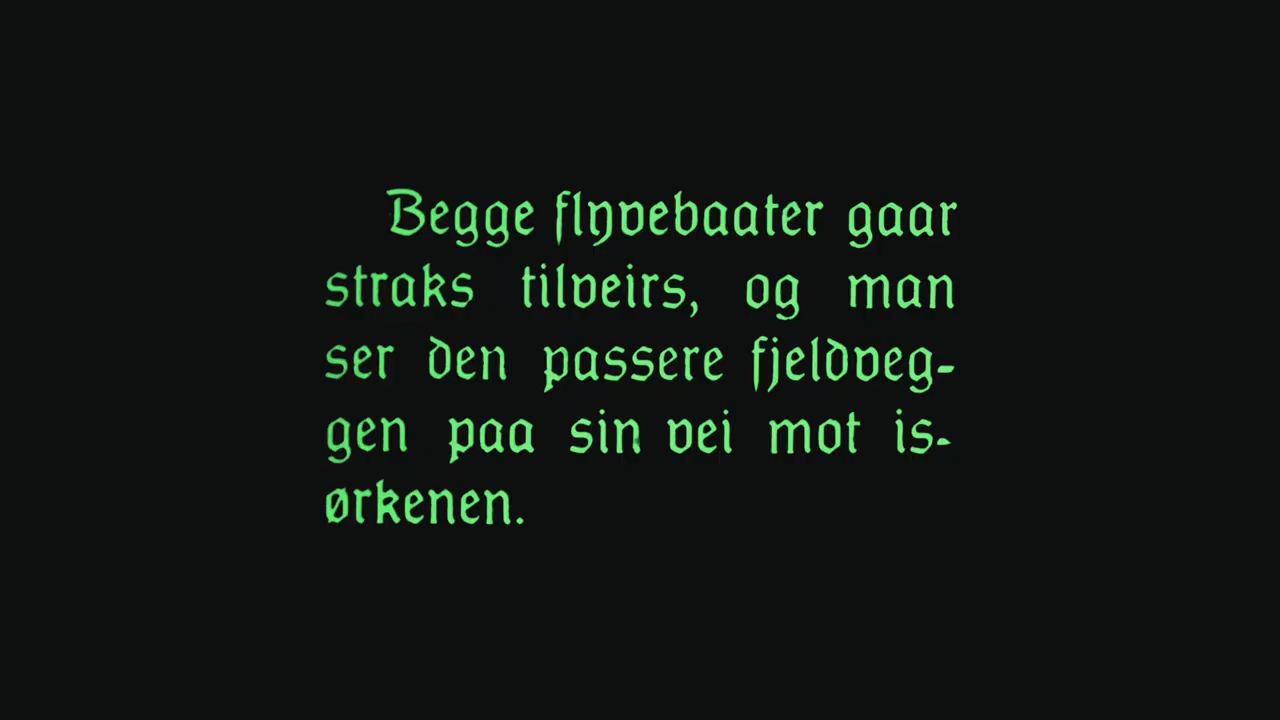 Begge flyvebaater gaar
straks tilveirs, og man
ser den passere fjeldveg-
gen paa sin vei mot is-
ørkenen.